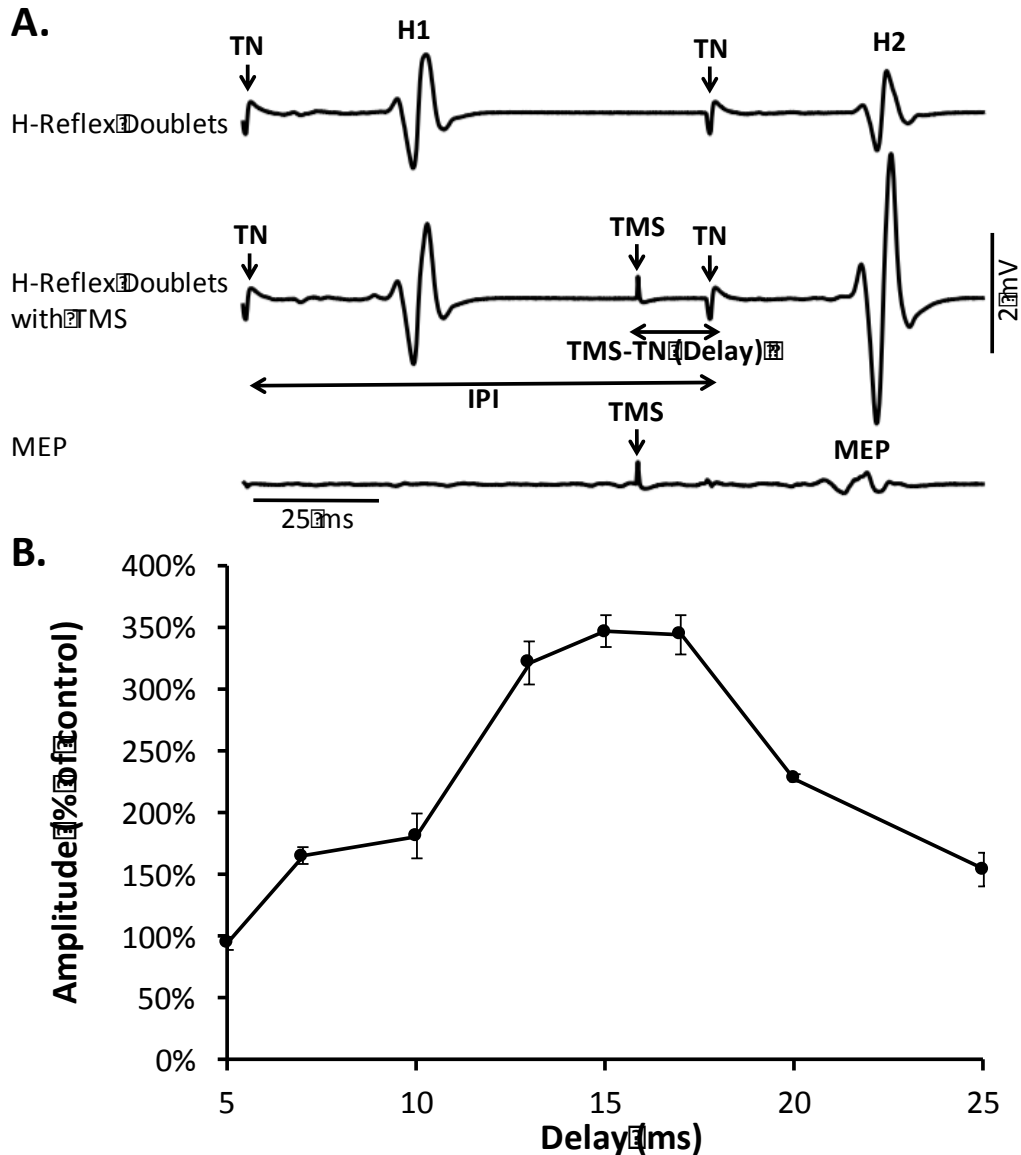 A.
TN H1 TN H2
H-Reflex Doublets
TN TMS TN
H-Reflex Doublets
with TMS
2 mV
TMS-TN (Delay)
IPI
TMS
MEP
MEP
25 ms
B.
400%
350%
300%
250%
200%
150%
100%
50%
0%
Amplitude (% of control)
5 10 15 20 25
Delay (ms)